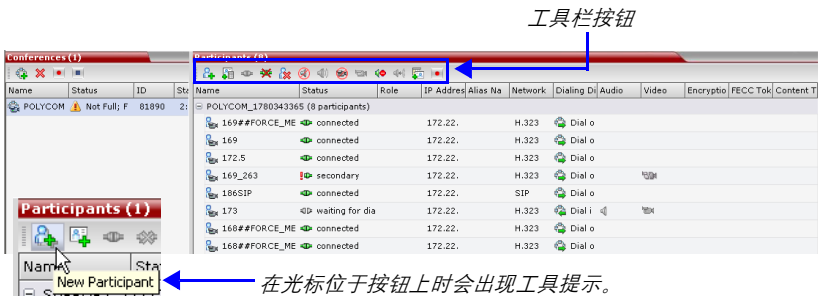 工具栏按钮
Conferences (1)
Participants (8)
Name Status ID Sta Name Status Role IP Addres Alias Na Network Dialing Di Audio Video Encryptio FECC Tok Content T
POLYCOM Not Full; F 81890 2: POLYCOM_1780343365 (8 participants)
169##FORCE_ME connected 172.22. H.323 Dial o
169 connected 172.22. H.323 Dial o
172.5 connected 172.22. H.323 Dial o
169_263 secondary 172.22. H.323 Dial o
186SIP connected 172.22. SIP Dial o
173 waiting for dia 172.22. H.323 Dial i
168##FORCE_ME connected 172.22. H.323 Dial o
168##FORCE_ME connected 172.22. H.323 Dial o
Participants (1)
Name Sta
New Participant
在光标位于按钮上时会出现工具提示。